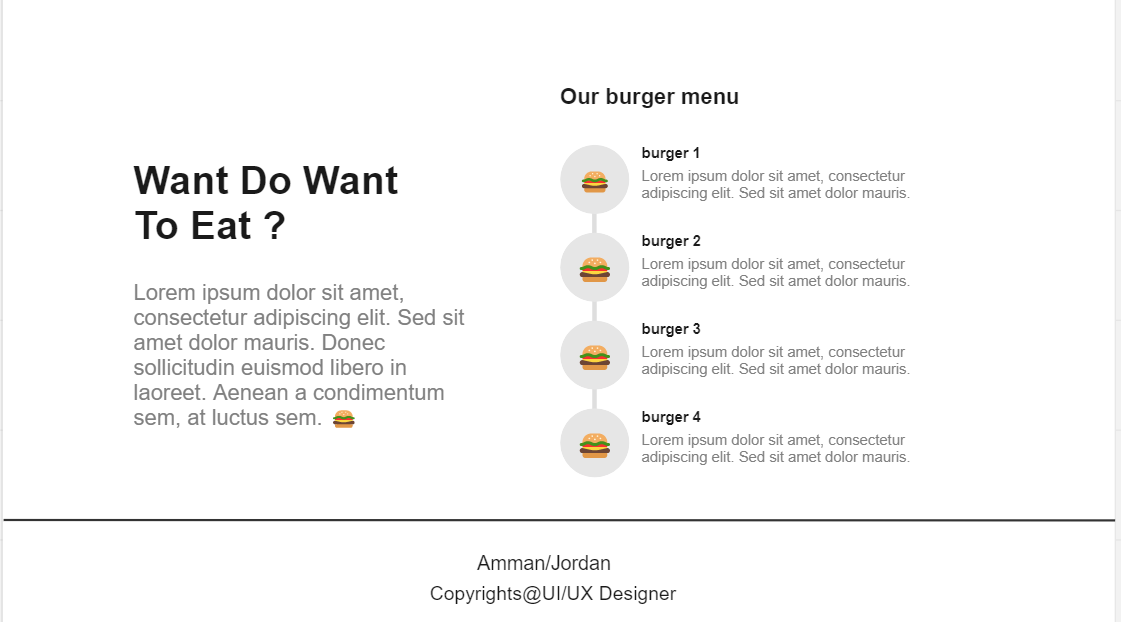 Want Do Want
To Eat ?
Lorem ipsum dolor sit amet,
consectetur adipiscing elit. Sed sit
amet dolor mauris. Donec
sollicitudin euismod libero in
laoreet. Aenean a condimentum
sem, at luctus sem. 🍔
Our burger menu
burger 1
Lorem ipsum dolor sit amet, consectetur
adipiscing elit. Sed sit amet dolor mauris.
burger 2
Lorem ipsum dolor sit amet, consectetur
adipiscing elit. Sed sit amet dolor mauris.
burger 3
Lorem ipsum dolor sit amet, consectetur
adipiscing elit. Sed sit amet dolor mauris.
burger 4
Lorem ipsum dolor sit amet, consectetur
adipiscing elit. Sed sit amet dolor mauris.
Amman/Jordan
Copyrights@UI/UX Designer